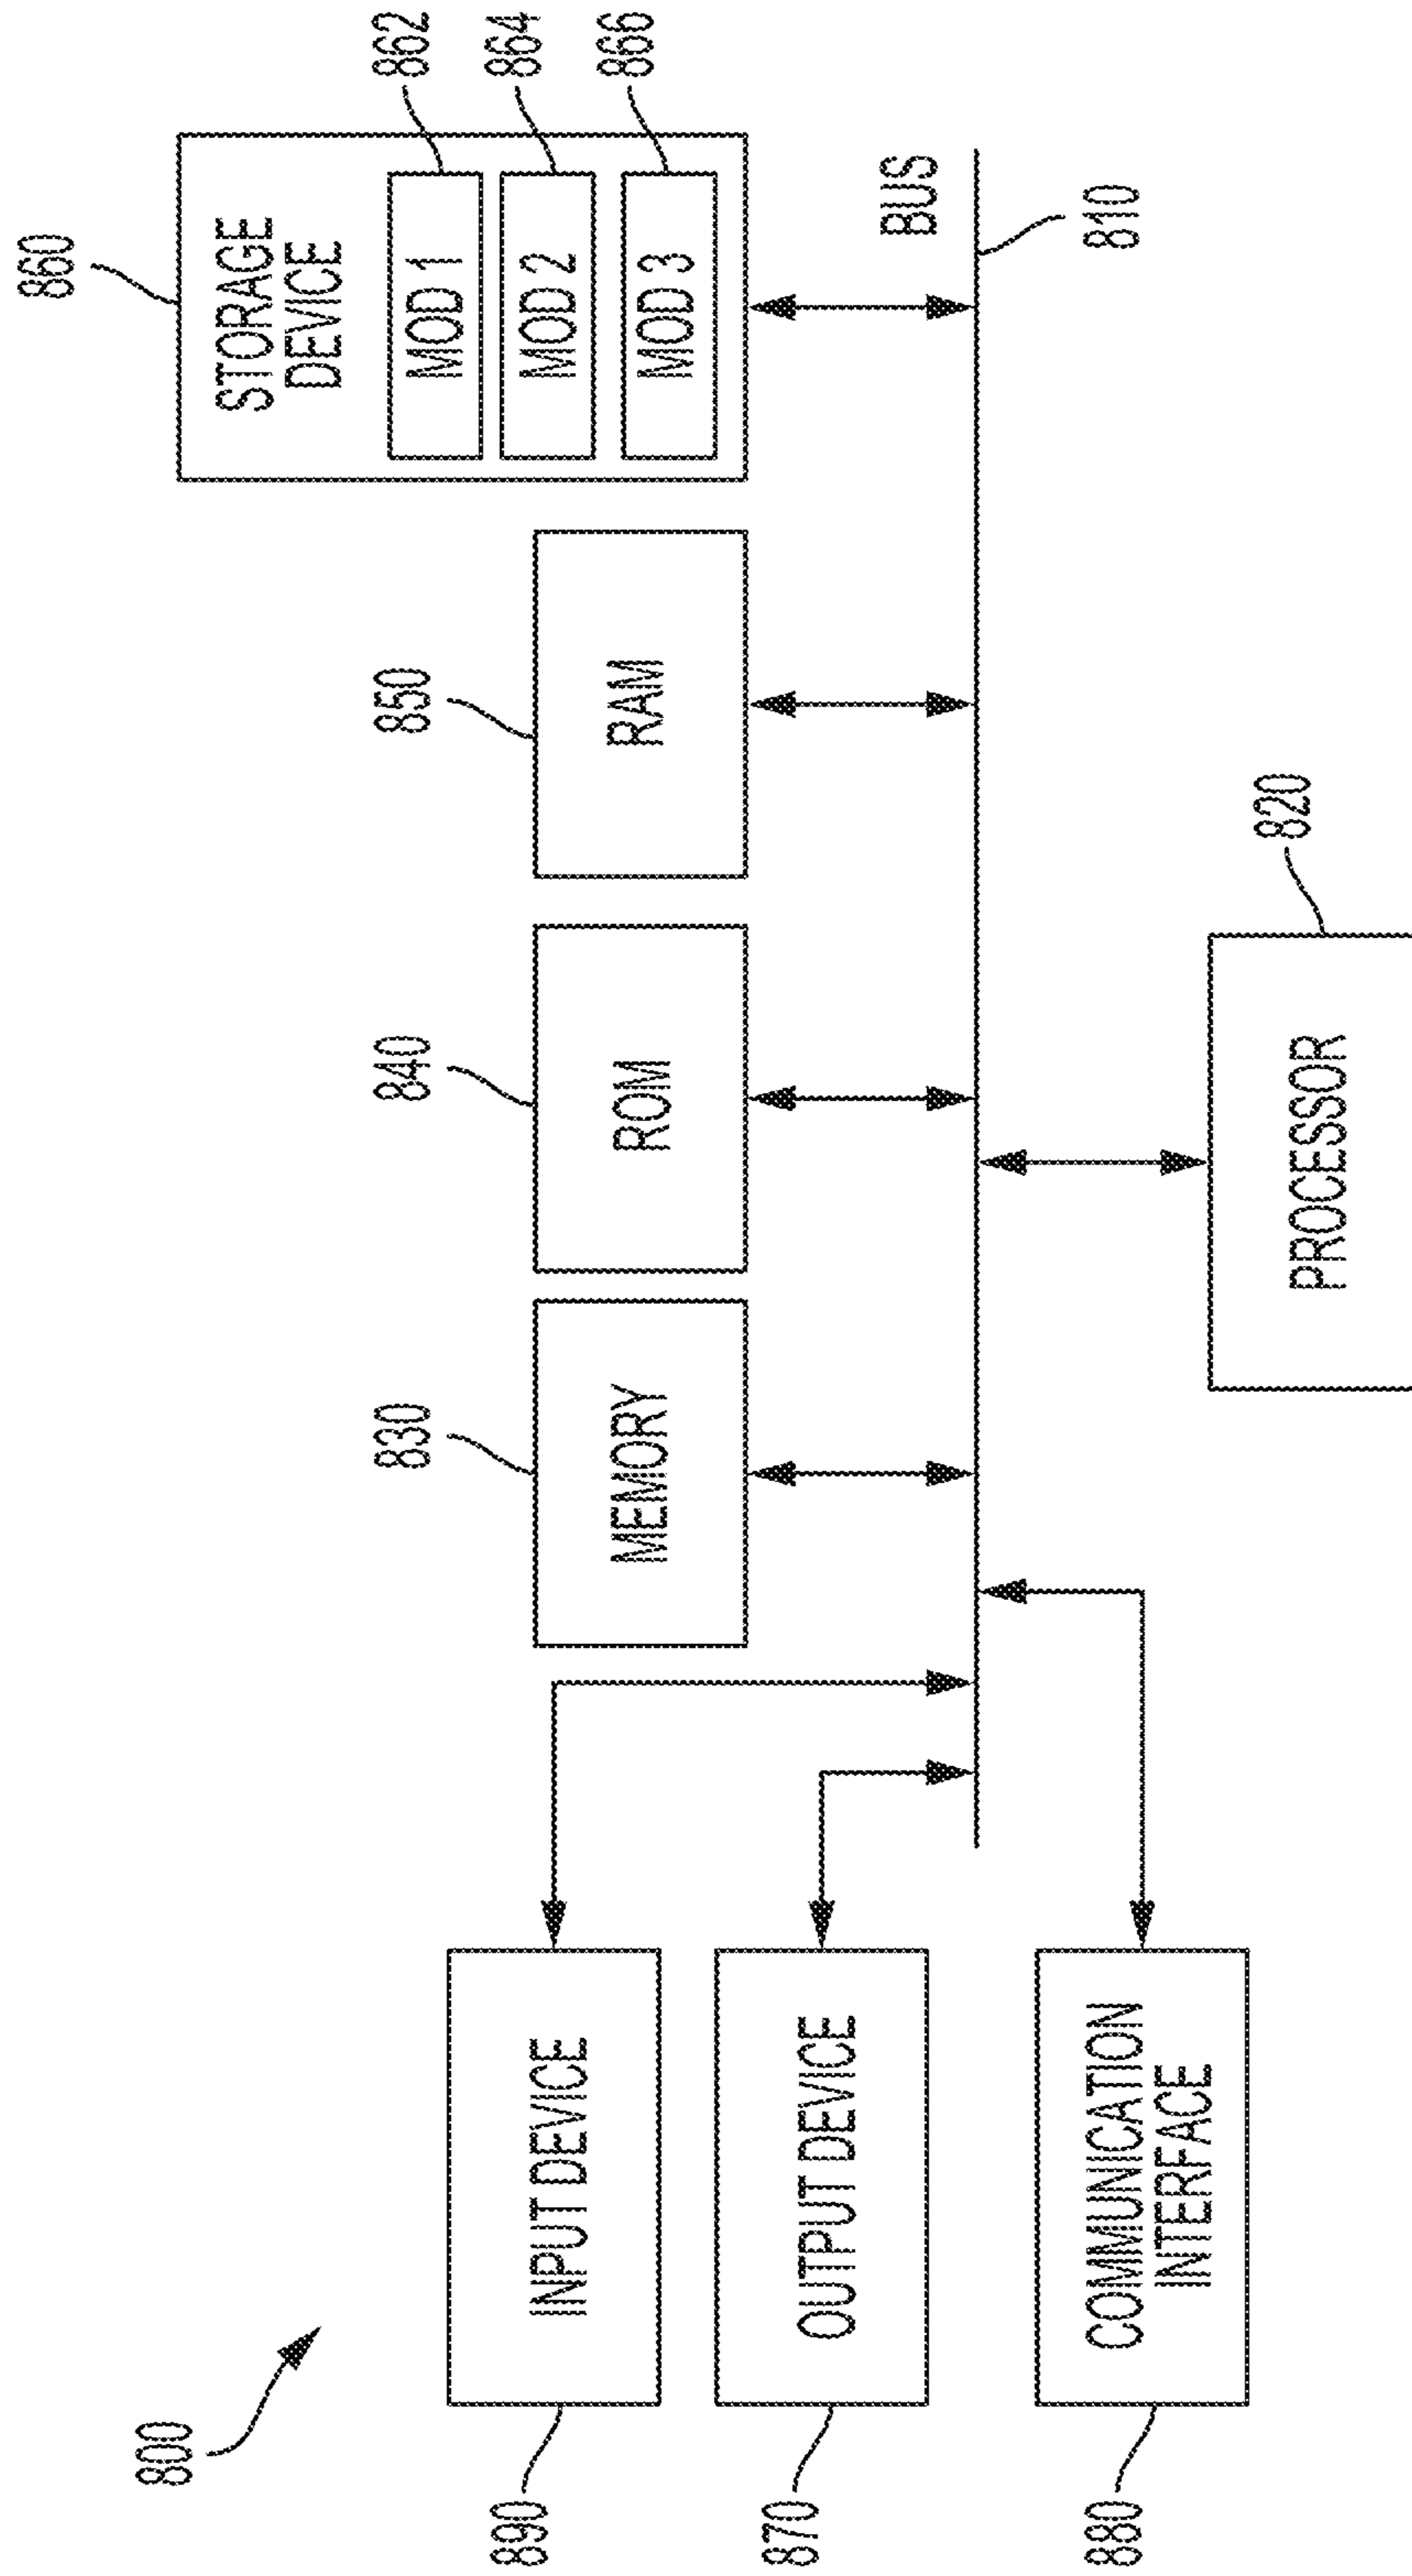 800
890
INPUT DEVICE
870
OUTPUT DEVICE
880
COMMUNICATION
INTERFACE
830
MEMORY
840
ROM
850
RAM
860
STORAGE
DEVICE
MOD 1
862
MOD 2
864
MOD 3
866
BUS
810
820
PROCESSOR